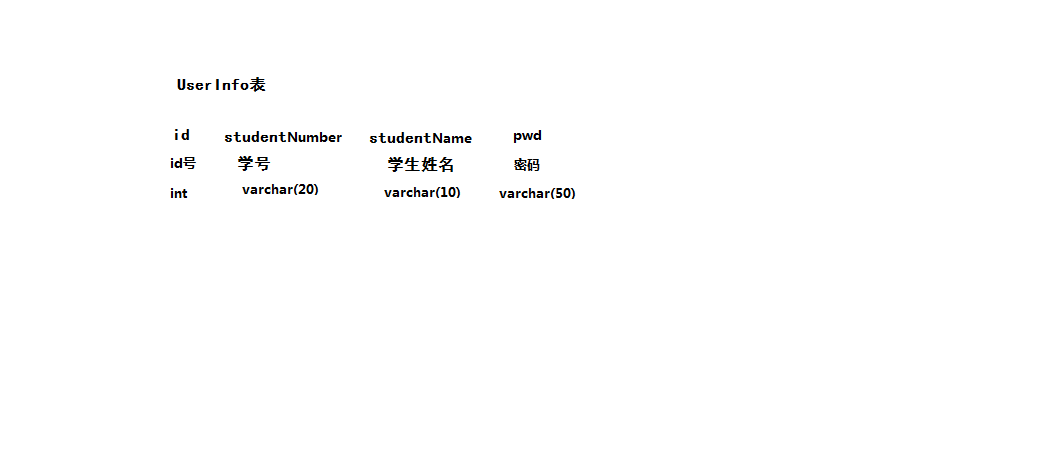 UserInfo表
id studentNumber studentName pwd
id号 学号 学生姓名 密码
int varchar(20) varchar(10) varchar(50)